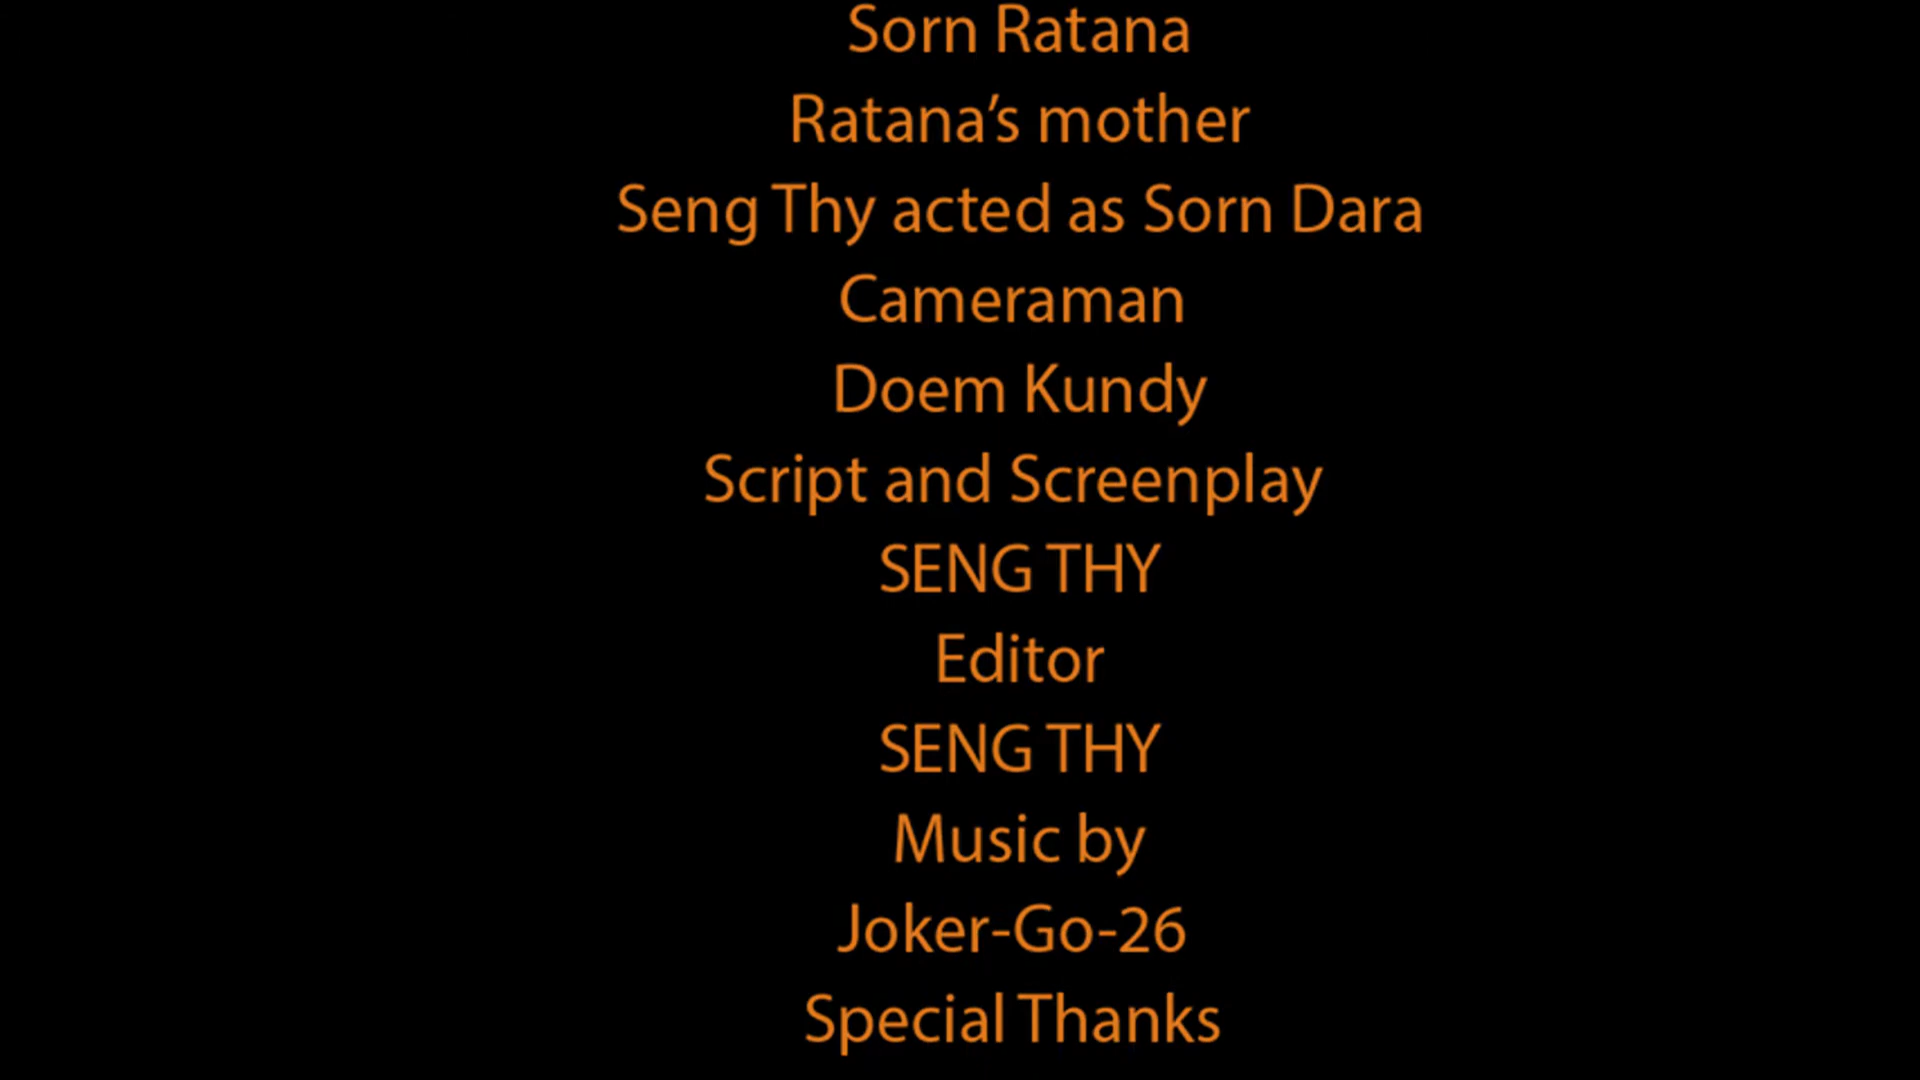 Sorn Ratana
Ratana’s mother
Seng Thy acted as Sorn Dara
Cameraman
Doem Kundy
Script and Screenplay
SENG THY
Editor
SENG THY
Music by
Joker-Go-26
Special Thanks